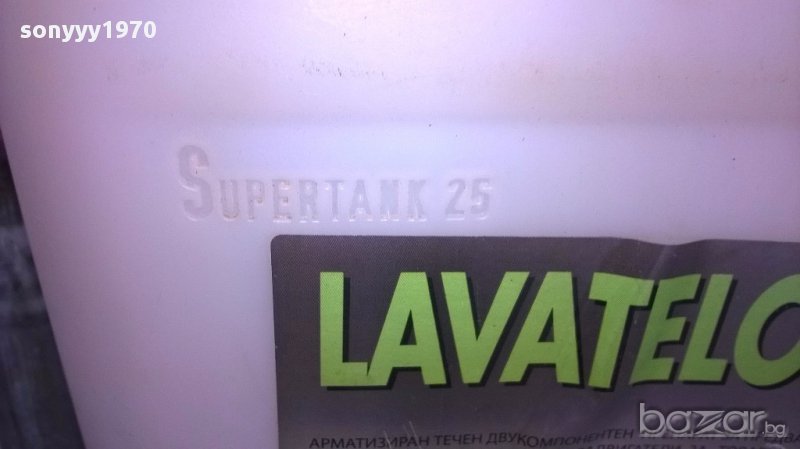 sonyyy1970
SUPERTANK 25
LAVATELO
АРМАТИЗИРАН ТЕЧЕН ДВУКОМПОНЕНТЕН
bazar.bg